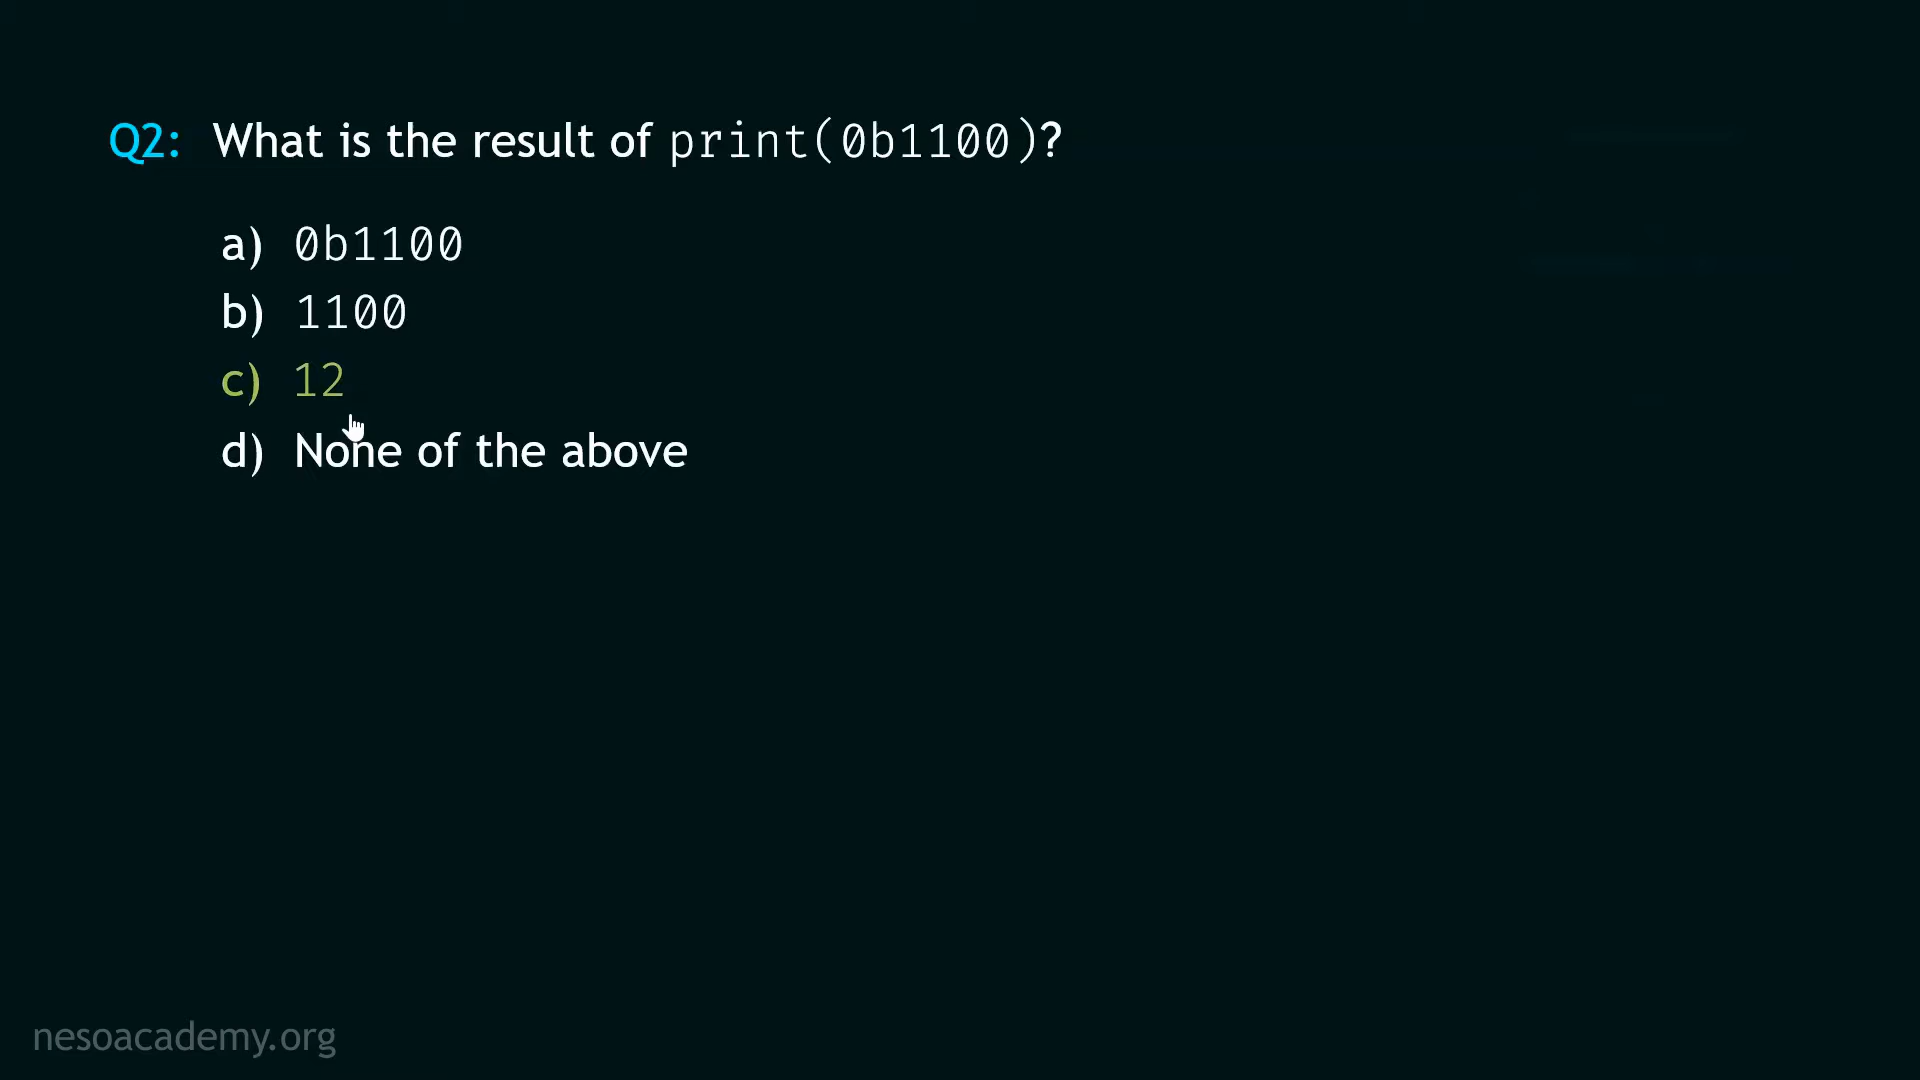 Q2: What is the result of print(0b1100)?
a) 0b1100
b) 1100
c) 12
d) None of the above
nesoacademy.org